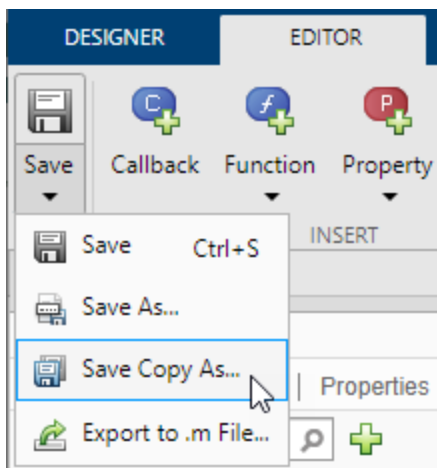 DESIGNER EDITOR
C f P
Save Callback Function Property
INSERT
Save Ctrl+S
Save As...
Save Copy As...
Properties
Export to .m File...